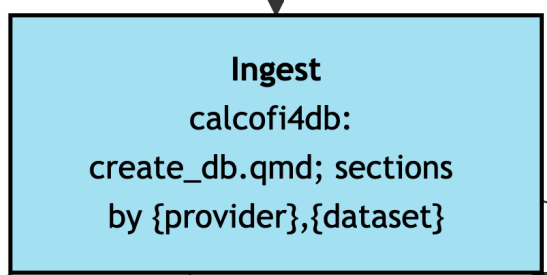 Ingest
calcofi4db:
create_db.qmd; sections
by {provider},{dataset}